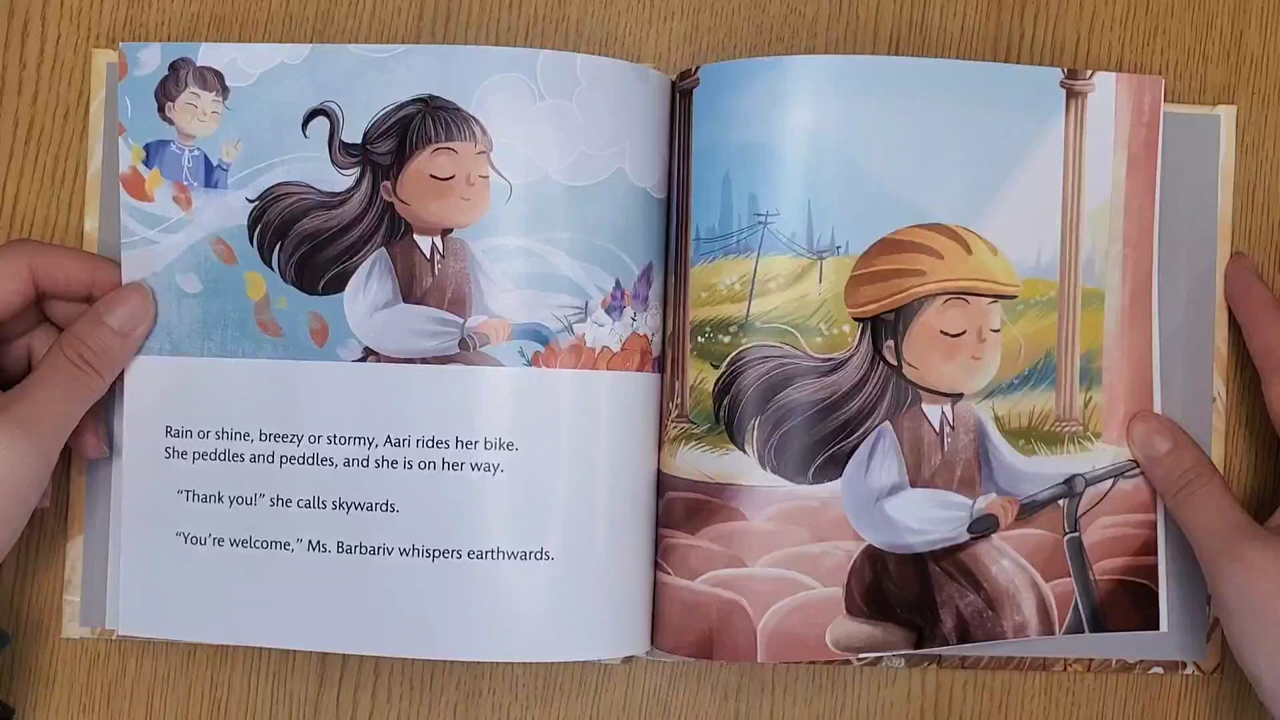 Rain or shine, breezy or stormy, Aari rides her bike.
She peddles and peddles, and she is on her way.
“Thank you!” she calls skywards.
“You’re welcome,” Ms. Barbariv whispers earthwards.